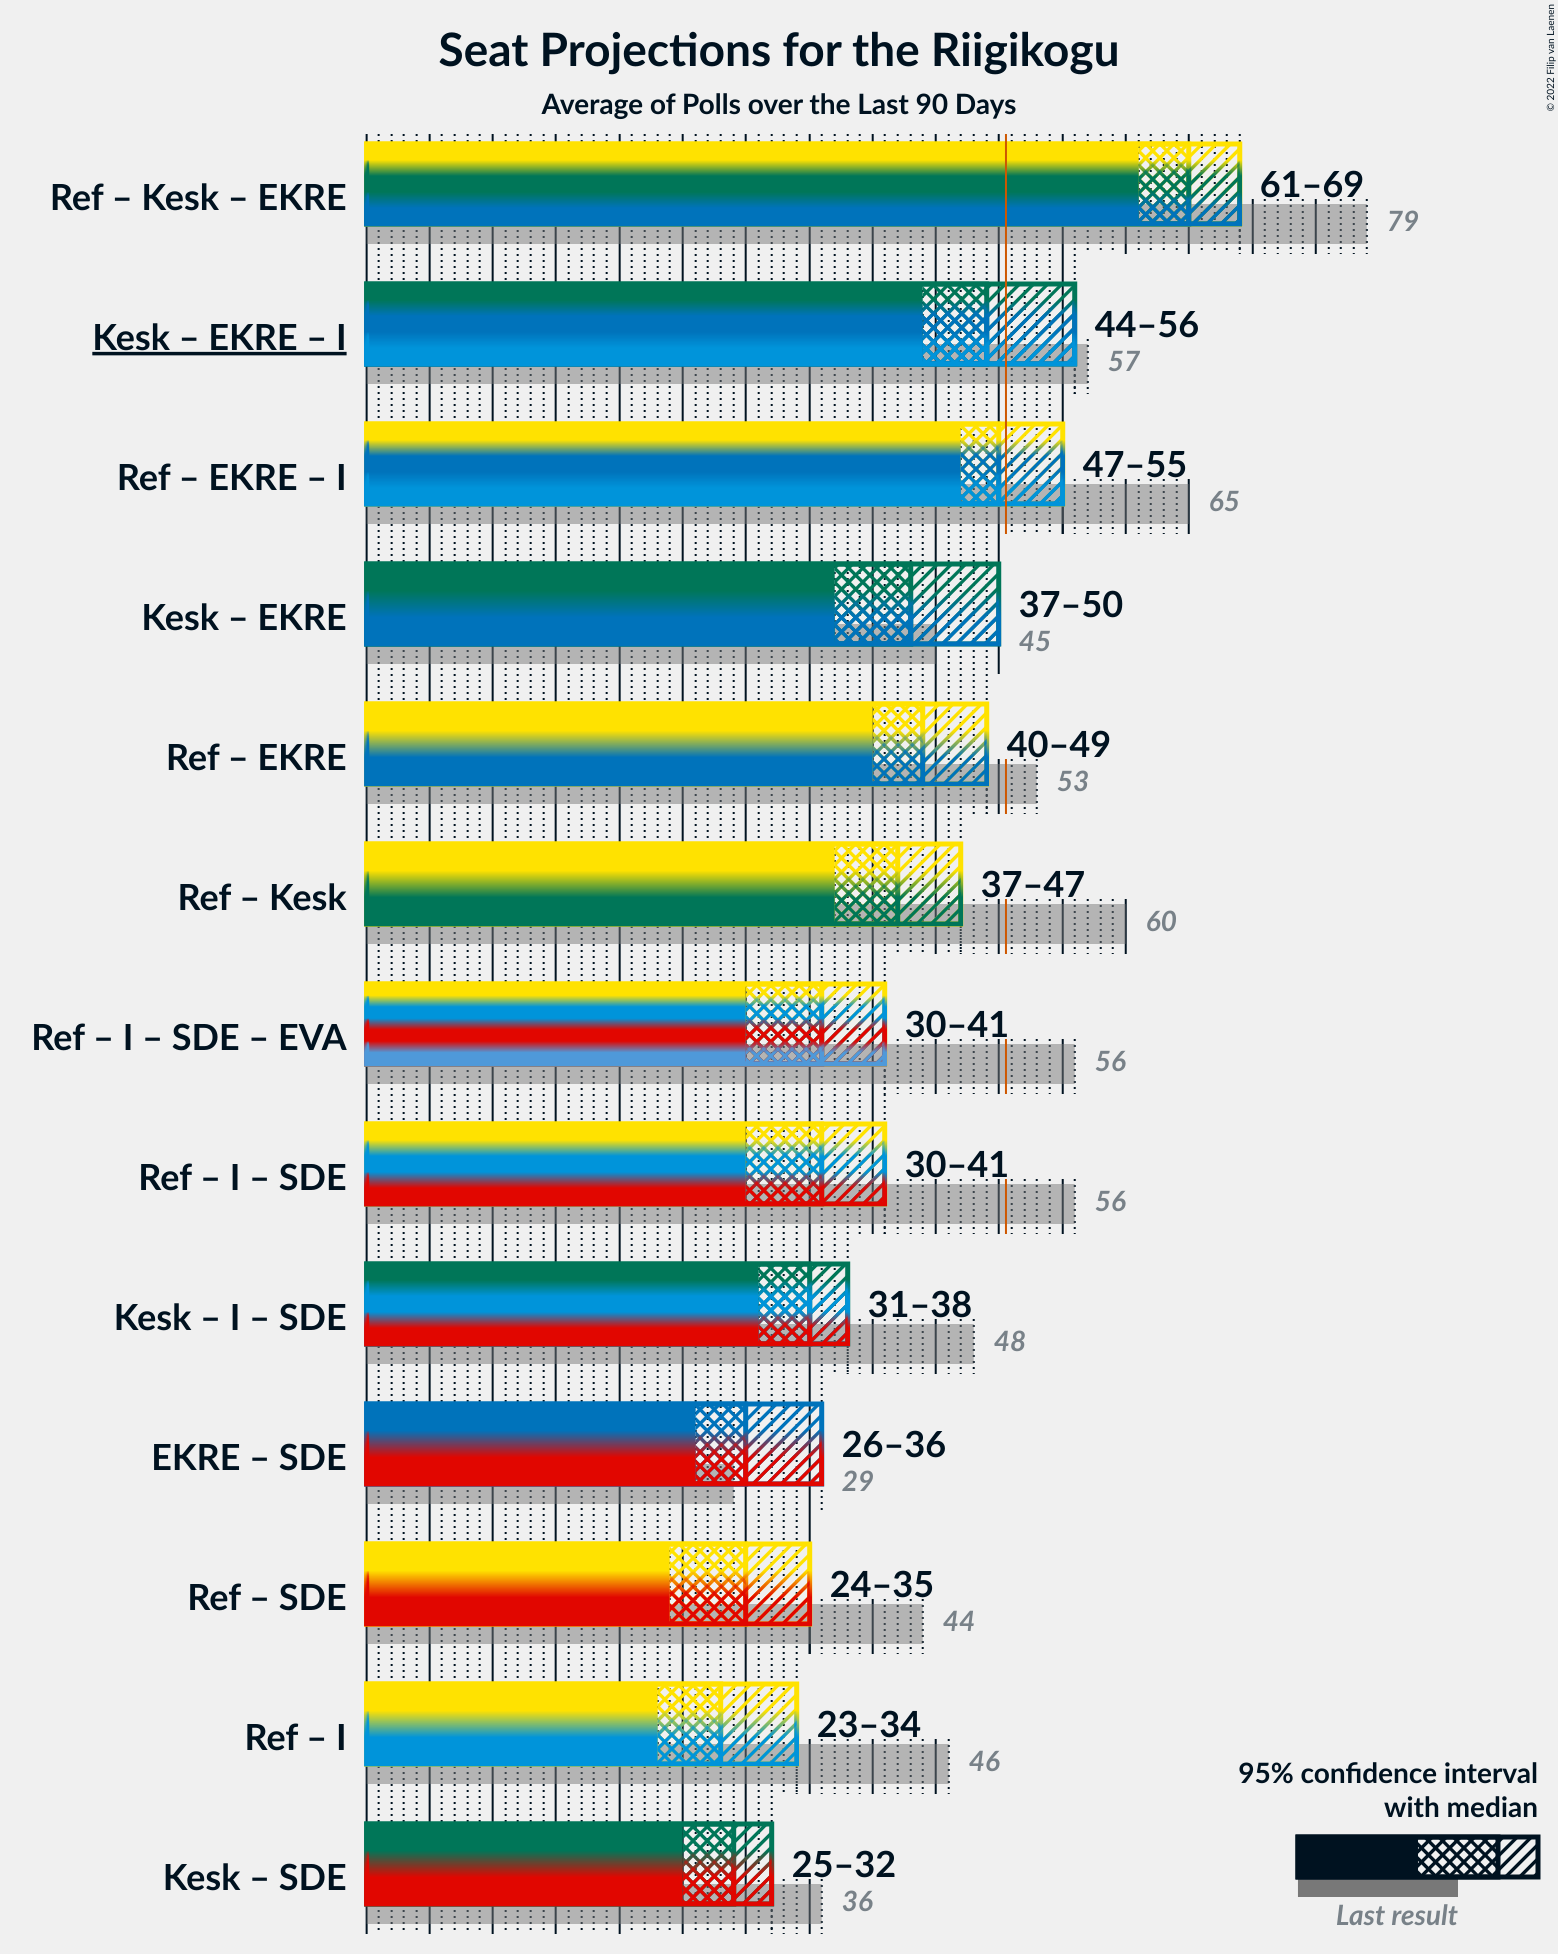 Seat Projections for the Riigikogu
Average of Polls over the Last 90 Days
© 2022 Filip van Laenen
Ref – Kesk – EKRE
61–69
79
Kesk – EKRE – I
44–56
57
Ref – EKRE – I
47–55
65
Kesk – EKRE
37–50
45
Ref – EKRE
40–49
53
Ref – Kesk
37–47
60
Ref – I – SDE – EVA
30–41
56
Ref – I – SDE
30–41
56
Kesk – I – SDE
31–38
48
EKRE – SDE
26–36
29
Ref – SDE
24–35
44
Ref – I
23–34
46
Kesk – SDE
25–32
36
95% confidence interval
with median
Last result